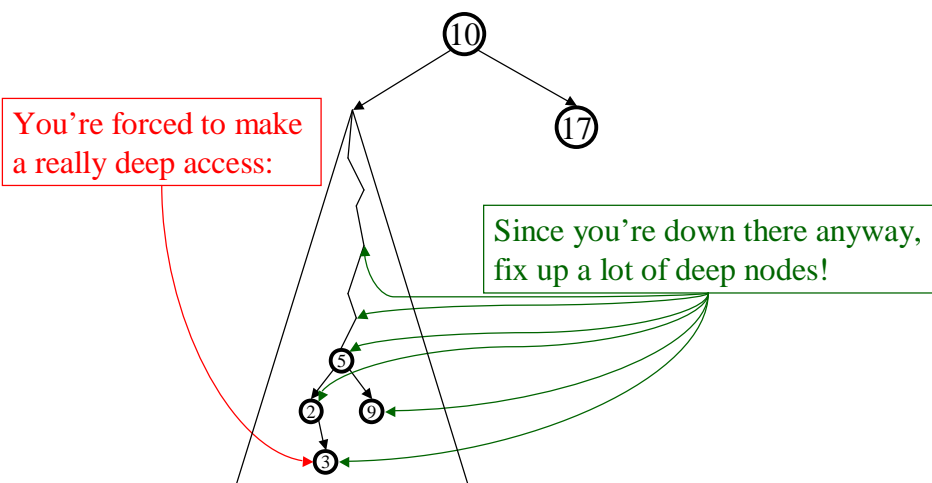 10
17
You’re forced to make
a really deep access:
Since you’re down there anyway,
fix up a lot of deep nodes!
5
2
9
3